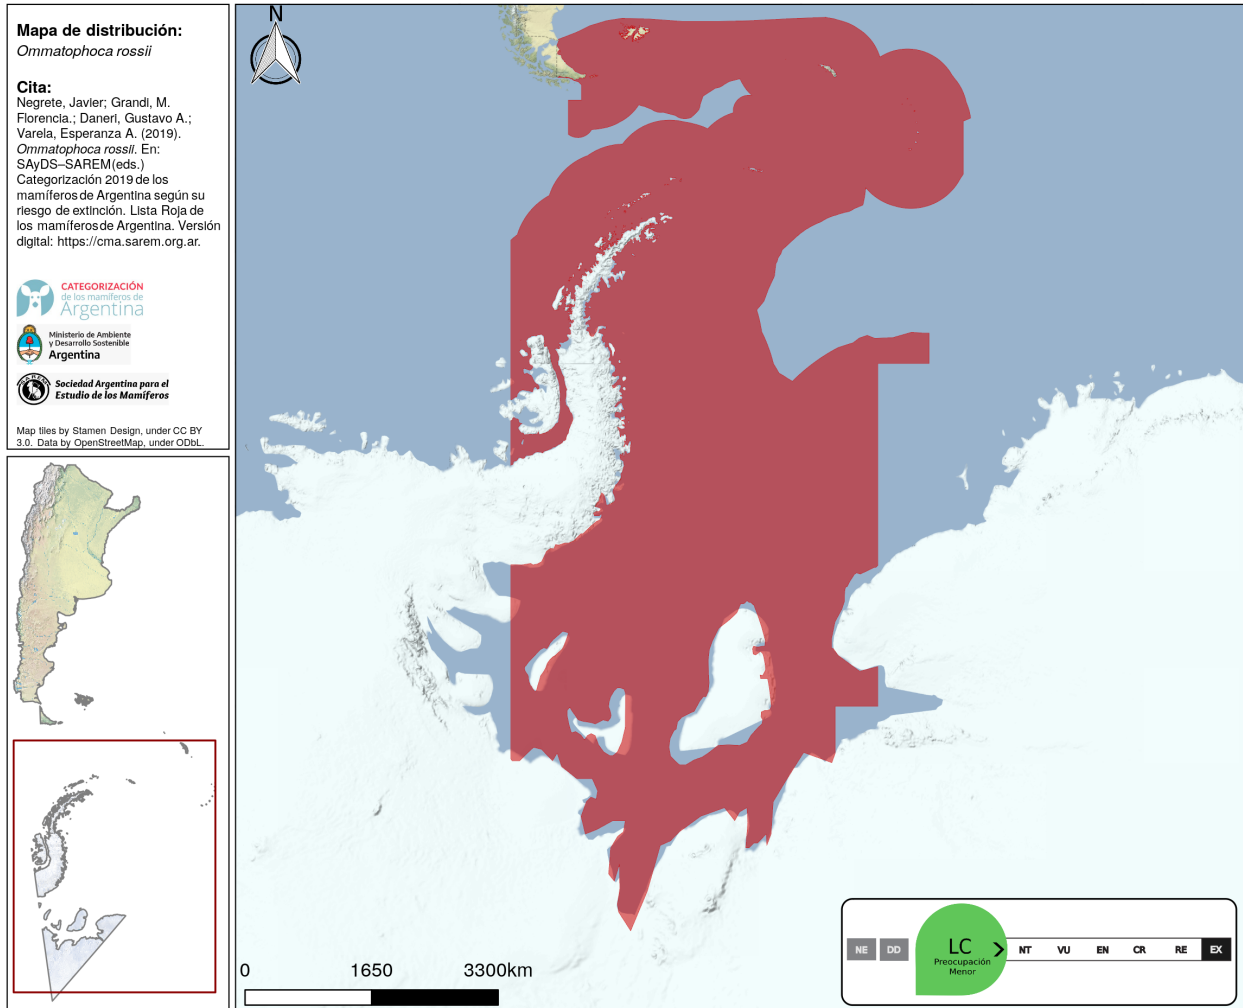 Mapa de distribución:
Ommatophoca rossii
Cita:
Negrete, Javier; Grandi, M.
Florencia.; Daneri, Gustavo A.;
Varela, Esperanza A. (2019).
Ommatophoca rossii. En:
SAyDS–SAREM(eds.)
Categorización 2019 de los
mamíferos de Argentina según su
riesgo de extinción. Lista Roja de
los mamíferos de Argentina. Versión
digital: https://cma.sarem.org.ar.
CATEGORIZACIÓN
de los mamíferos de
Argentina
Ministerio de Ambiente
y Desarrollo Sostenible
Argentina
SAREM
Sociedad Argentina para el
Estudio de los Mamíferos
Map tiles by Stamen Design, under CC BY
3.0. Data by OpenStreetMap, under ODbL.
N
0 1650 3300km
NE DD LC NT VU EN CR RE EX
Preocupación
Menor